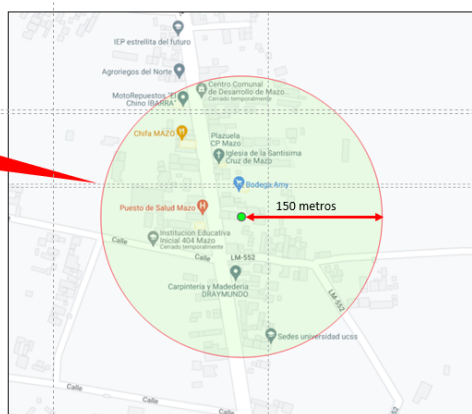 IEP estrellita del futuro
Agroriegos del Norte
Centro Comunal
de Desarrollo de Mazo
Cerrado temporalmente
MotoRepuestos "El
Chino IBARRA"
Chifa MAZO
Plazuela
CP Mazo
Iglesia de la Santisima
Cruz de Mazo
Bodega Amy
Puesto de Salud Mazo
150 metros
Institucion Educativa
Inicial 404 Mazo
Cerrado temporalmente
Calle
Calle
LM-552
Carpintería y Madedería
DRAYMUNDO
LM-552
Sedes universidad ucss
Calle
Calle